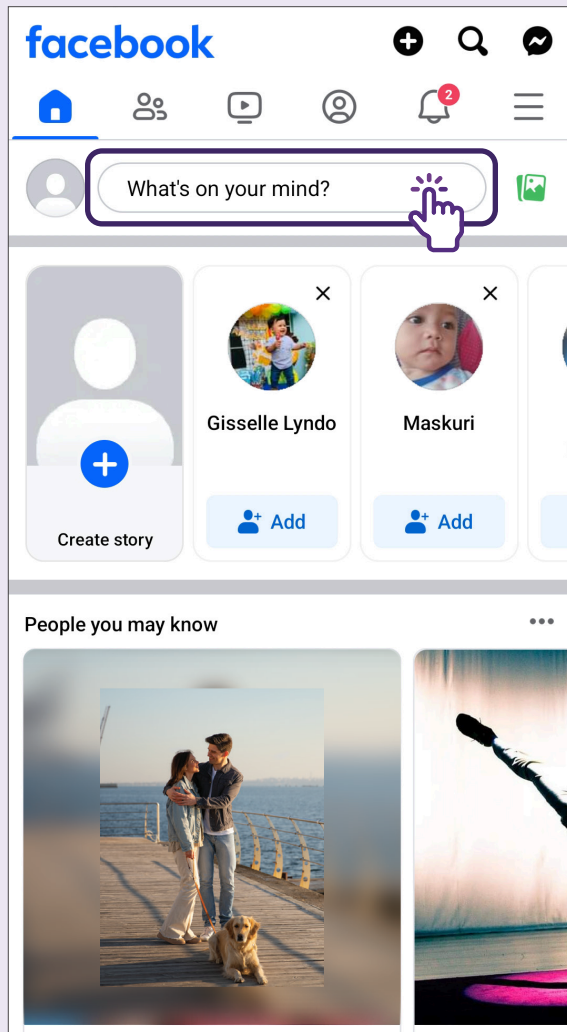 facebook
2
What's on your mind?
Gisselle Lyndo
Maskuri
Add
Add
Create story
People you may know